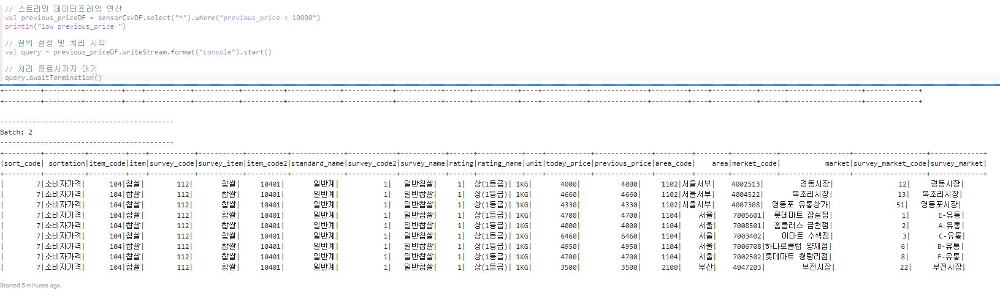 // 스트리밍 데이터프레임 연산
val previous_priceDF = sensorCsvDF.select("*").where("previous_price < 10000")
println("low previous_price ")
// 질의 설정 및 처리 시작
val query = previous_priceDF.writeStream.format("console").start()
// 처리 종료시까지 대기
query.awaitTermination()
+---------+---------+---------+----+-----------+-----------+----------+-------------+------------+-----------+------+-----------+----+-----------+--------------+---------+----+-----------+------+------------------+-------------+
+---------+---------+---------+----+-----------+-----------+----------+-------------+------------+-----------+------+-----------+----+-----------+--------------+---------+----+-----------+------+------------------+-------------+
-------------------------------------------
Batch: 2
-------------------------------------------
+---------+---------+---------+----+-----------+-----------+----------+-------------+------------+-----------+------+-----------+----+-----------+--------------+---------+--------+-----------+-----------------+------------------+-------------+
|sort_code| sortation|item_code|item|survey_code|survey_item|item_code2|standard_name|survey_code2|survey_name|rating|rating_name|unit|today_price|previous_price|area_code| area|market_code| market|survey_market_code|survey_market|
+---------+---------+---------+----+-----------+-----------+----------+-------------+------------+-----------+------+-----------+----+-----------+--------------+---------+--------+-----------+-----------------+------------------+-------------+
| 7|소비자가격| 104|찹쌀| 112| 찹쌀| 10401| 일반계| 1| 일반찹쌀| 1| 상(1등급)| 1KG| 4000| 4000| 1102|서울서부| 4002513| 경동시장| 12| 경동시장|
| 7|소비자가격| 104|찹쌀| 112| 찹쌀| 10401| 일반계| 1| 일반찹쌀| 1| 상(1등급)| 1KG| 4660| 4660| 1102|서울서부| 4004522| 복조리시장| 13| 복조리시장|
| 7|소비자가격| 104|찹쌀| 112| 찹쌀| 10401| 일반계| 1| 일반찹쌀| 1| 상(1등급)| 1KG| 4330| 4330| 1102|서울서부| 4007308| 영등포 유통상가| 51| 영등포시장|
| 7|소비자가격| 104|찹쌀| 112| 찹쌀| 10401| 일반계| 1| 일반찹쌀| 1| 상(1등급)| 1KG| 4700| 4700| 1104| 서울| 7005601| 롯데마트 잠실점| 1| E-유통|
| 7|소비자가격| 104|찹쌀| 112| 찹쌀| 10401| 일반계| 1| 일반찹쌀| 1| 상(1등급)| 1KG| 4000| 4000| 1104| 서울| 7008501| 홈플러스 금천점| 2| A-유통|
| 7|소비자가격| 104|찹쌀| 112| 찹쌀| 10401| 일반계| 1| 일반찹쌀| 1| 상(1등급)| 1KG| 6460| 6460| 1104| 서울| 7003402| 이마트 수색점| 3| C-유통|
| 7|소비자가격| 104|찹쌀| 112| 찹쌀| 10401| 일반계| 1| 일반찹쌀| 1| 상(1등급)| 1KG| 4950| 4950| 1104| 서울| 7006708|하나로클럽 양재점| 6| B-유통|
| 7|소비자가격| 104|찹쌀| 112| 찹쌀| 10401| 일반계| 1| 일반찹쌀| 1| 상(1등급)| 1KG| 4700| 4700| 1104| 서울| 7002502|롯데마트 청량리점| 8| F-유통|
| 7|소비자가격| 104|찹쌀| 112| 찹쌀| 10401| 일반계| 1| 일반찹쌀| 1| 상(1등급)| 1KG| 3500| 3500| 2100| 부산| 4047203| 부전시장| 22| 부전시장|
Started 5 minutes ago.